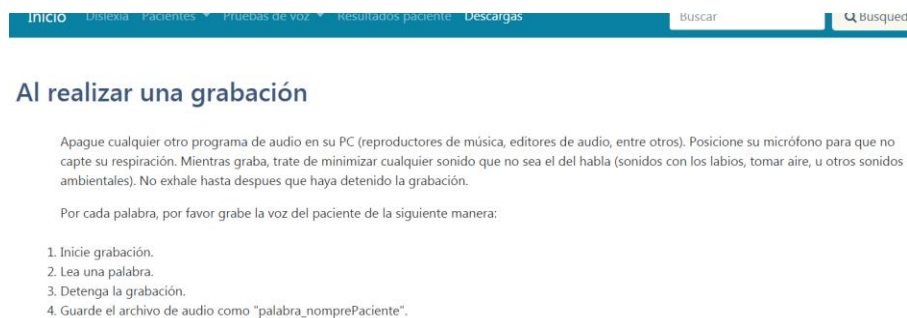 Inicio Dislexia Pacientes Pruebas de voz Resultados paciente Descargas Buscar Busqued
Al realizar una grabación
Apague cualquier otro programa de audio en su PC (reproductores de música, editores de audio, entre otros). Posicione su micrófono para que no
capte su respiración. Mientras graba, trate de minimizar cualquier sonido que no sea el del habla (sonidos con los labios, tomar aire, u otros sonidos
ambientales). No exhale hasta despues que haya detenido la grabación.
Por cada palabra, por favor grabe la voz del paciente de la siguiente manera:
1. Inicie grabación.
2. Lea una palabra.
3. Detenga la grabación.
4. Guarde el archivo de audio como "palabra_nomprePaciente".